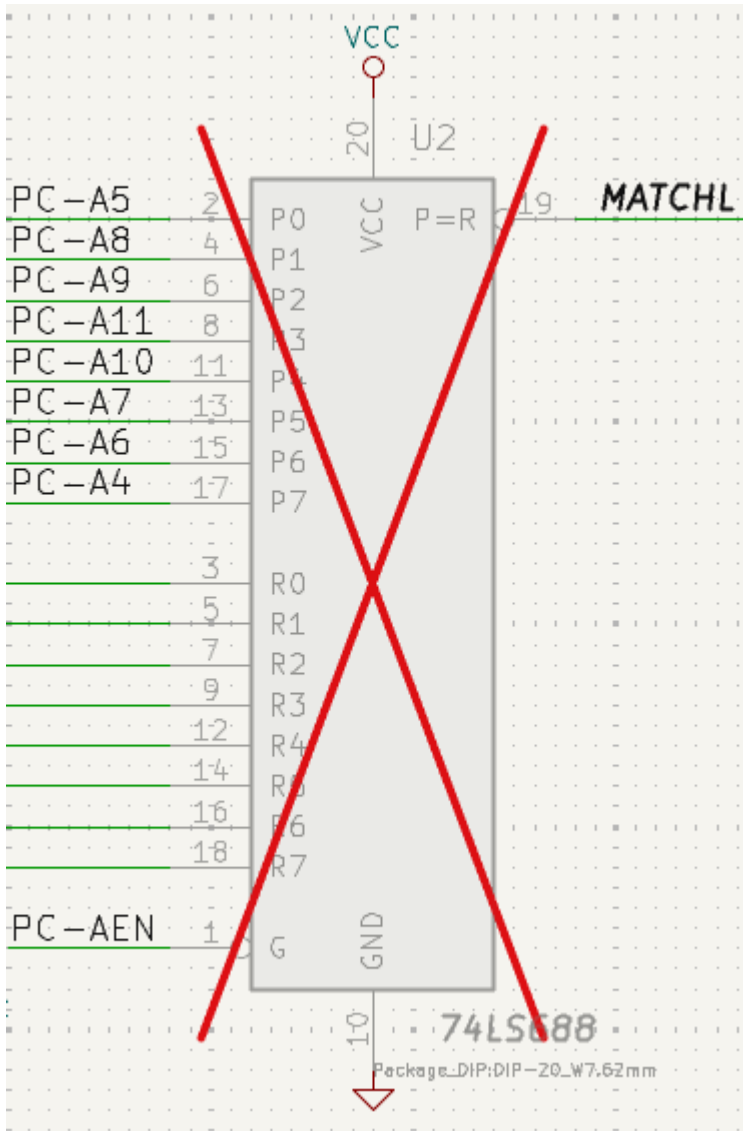 VCC
20 U2
PC-A5 2 P0 VCC P=R 19 MATCHL
PC-A8 4 P1
PC-A9 6 P2
PC-A11 8 P3
PC-A10 11 P4
PC-A7 13 P5
PC-A6 15 P6
PC-A4 17 P7
3 R0
5 R1
7 R2
9 R3
12 R4
14
16 R6
18 R7
PC-AEN 1 G GND
10 74LS688
Package_DIP:DIP-20_W7.62mm